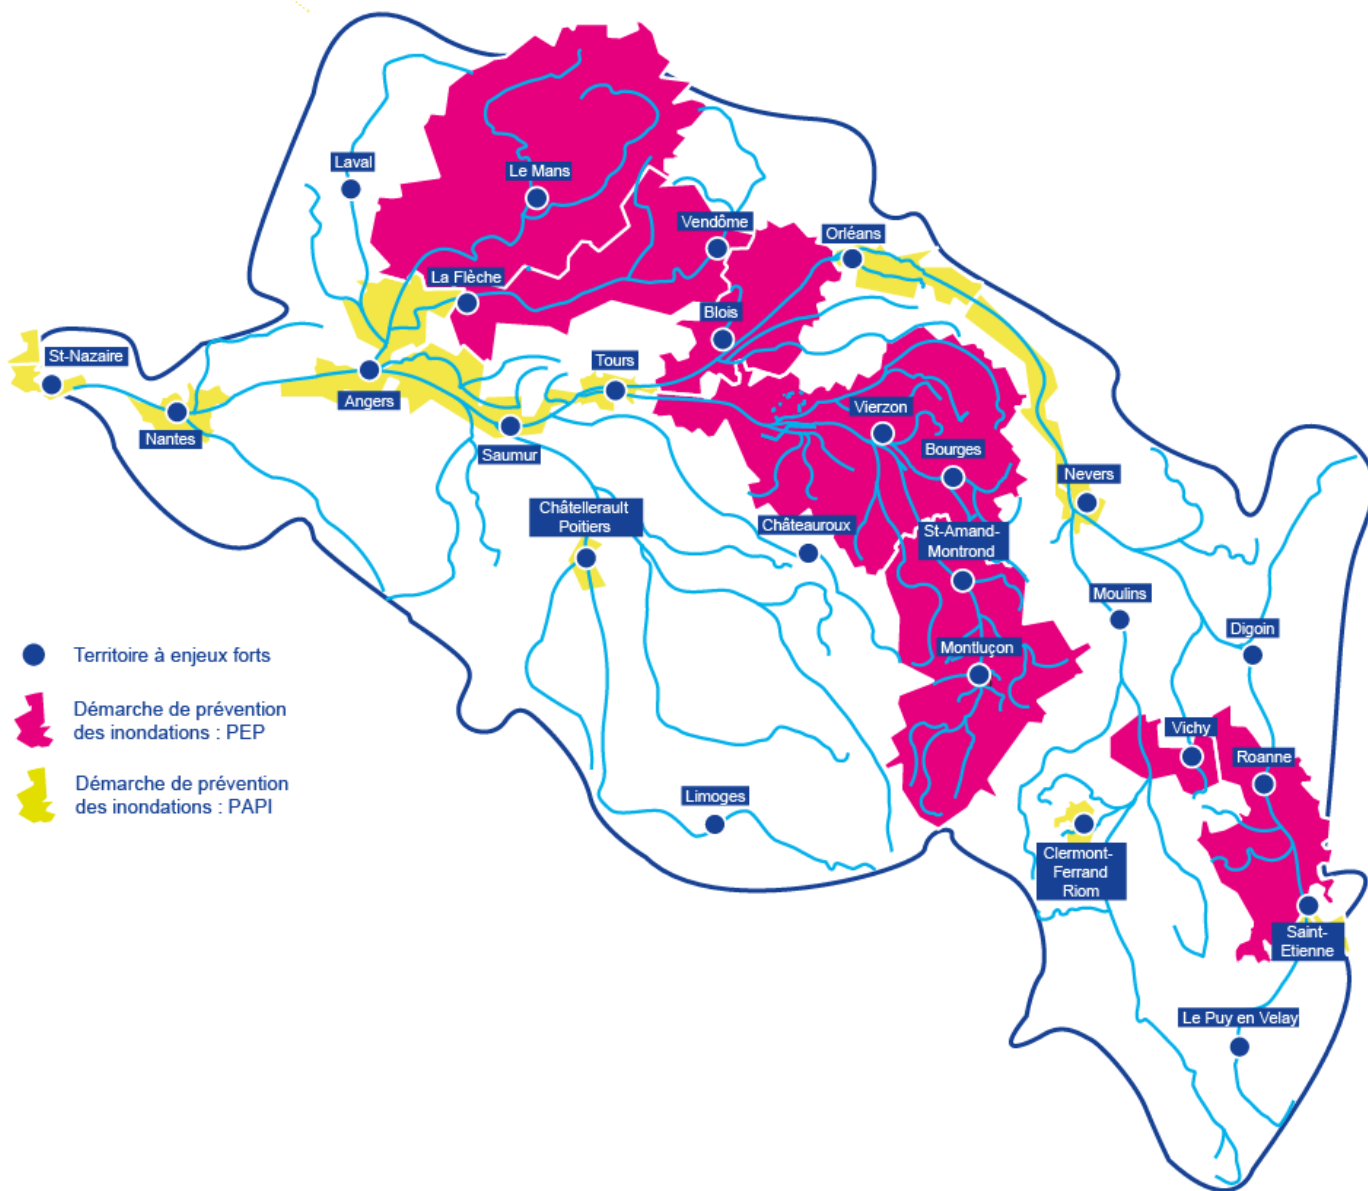 Laval
Le Mans
Vendôme
Orléans
La Flèche
Blois
St-Nazaire
Tours
Angers
Vierzon
Nantes
Saumur
Bourges
Nevers
Châtellerault
Poitiers
Châteauroux
St-Amand-
Montrond
Moulins
Digoin
Montluçon
Territoire à enjeux forts
Démarche de prévention
des inondations : PEP
Démarche de prévention
des inondations : PAPI
Vichy
Roanne
Limoges
Clermont-
Ferrand
Riom
Saint-
Etienne
Le Puy en Velay